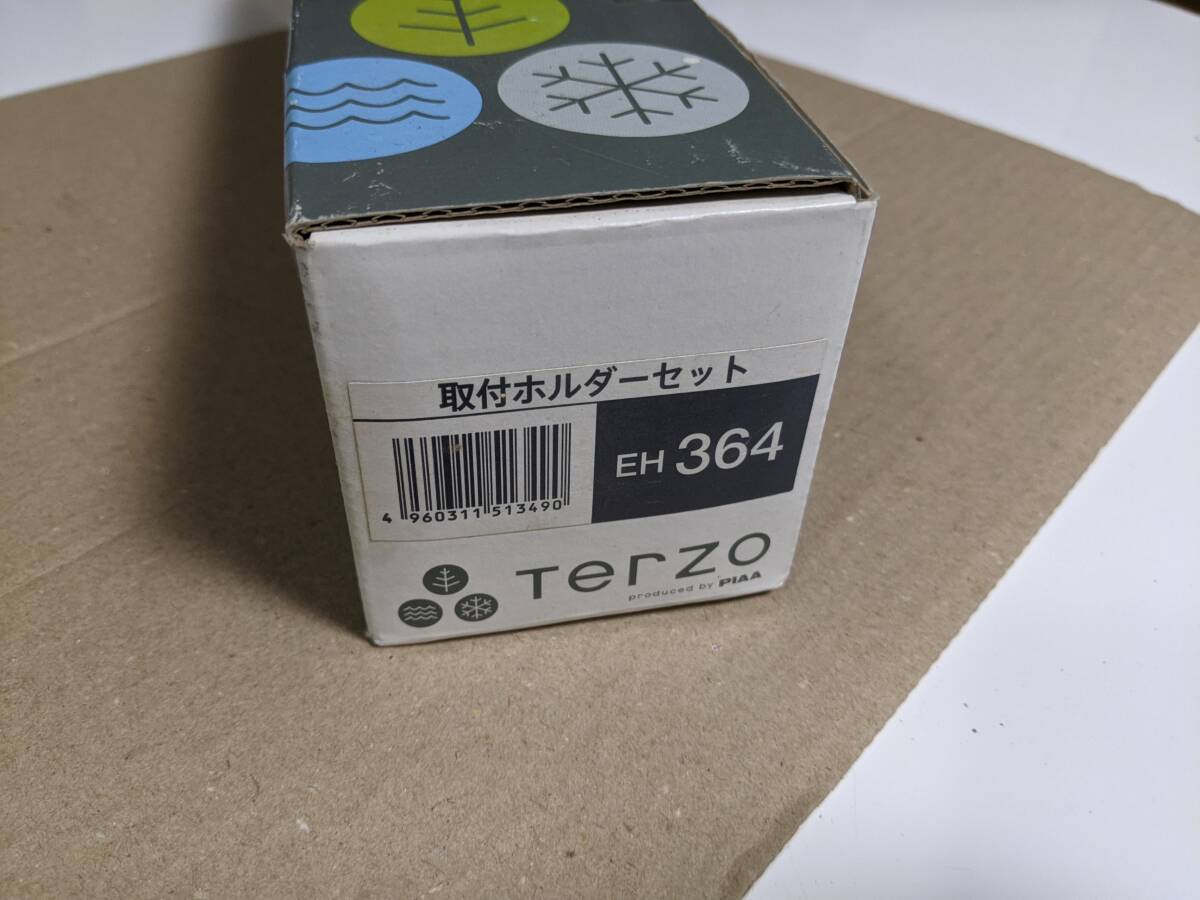 取付ホルダーセット
EH 364
4 960311 513490
Terzo
produced by PIAA